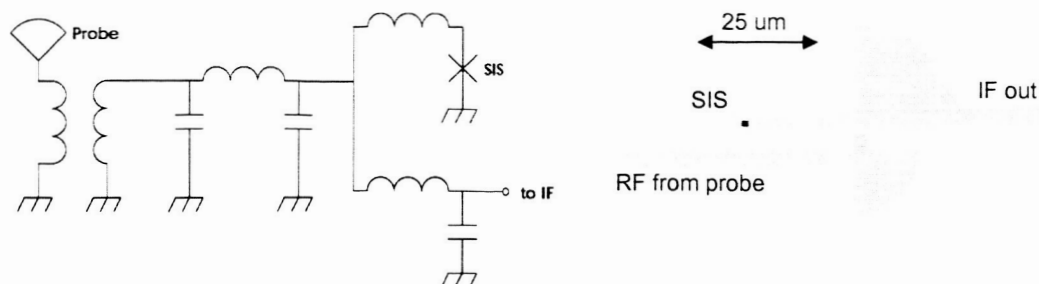 Probe
SIS
to IF
25 um
SIS
IF out
RF from probe